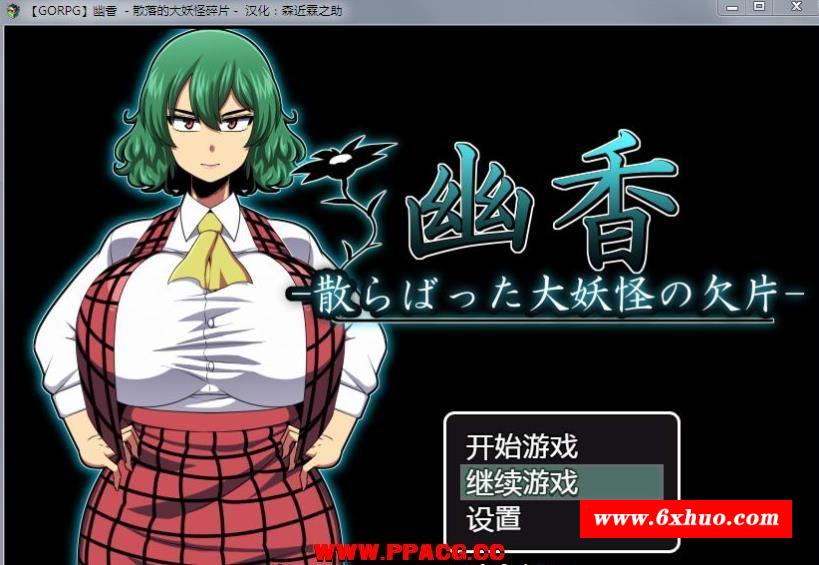 【GORPG】幽香 - 散落的大妖怪碎片 - 汉化：森近霖之助
幽香
-散らばった大妖怪の欠片-
开始游戏
继续游戏
设置
www.6xhuo.com
WWW.PPACG.CC